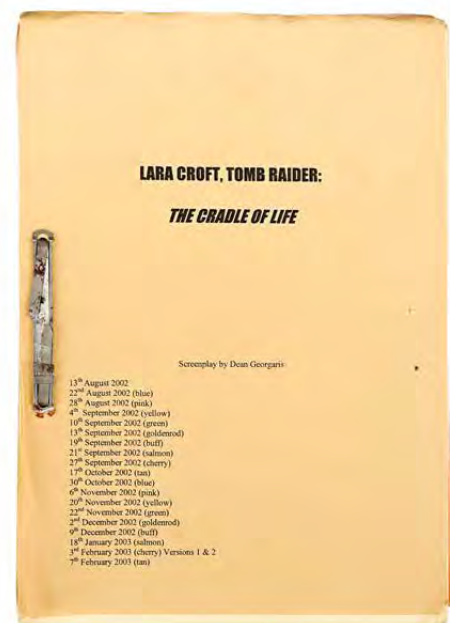 LARA CROFT, TOMB RAIDER:
THE CRADLE OF LIFE
Screenplay by Dean Georgaris
13th August 2002
22nd August 2002 (blue)
28th August 2002 (pink)
4th September 2002 (yellow)
10th September 2002 (green)
13th September 2002 (goldenrod)
19th September 2002 (buff)
21st September 2002 (salmon)
27th September 2002 (cherry)
17th October 2002 (tan)
30th October 2002 (blue)
6th November 2002 (pink)
20th November 2002 (yellow)
22nd November 2002 (green)
2nd December 2002 (goldenrod)
9th December 2002 (buff)
18th January 2003 (salmon)
3rd February 2003 (cherry) Versions 1 & 2
7th February 2003 (tan)